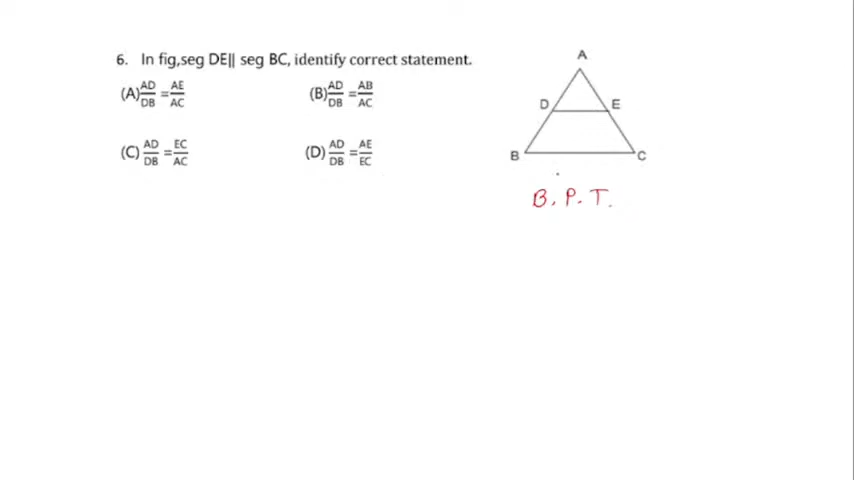 6. In fig,seg DE|| seg BC, identify correct statement.
(A) AD/DB = AE/AC (B) AD/DB = AB/AC
(C) AD/DB = EC/AC (D) AD/DB = AE/EC
A
D E
B C
B. P. T.